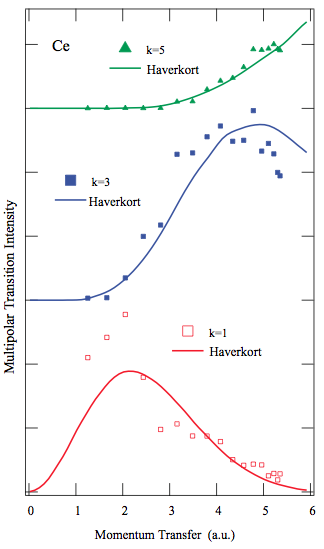 Ce
k=5
Haverkort
k=3
Haverkort
k=1
Haverkort
Multipolar Transition Intensity
0 1 2 3 4 5 6
Momentum Transfer (a.u.)